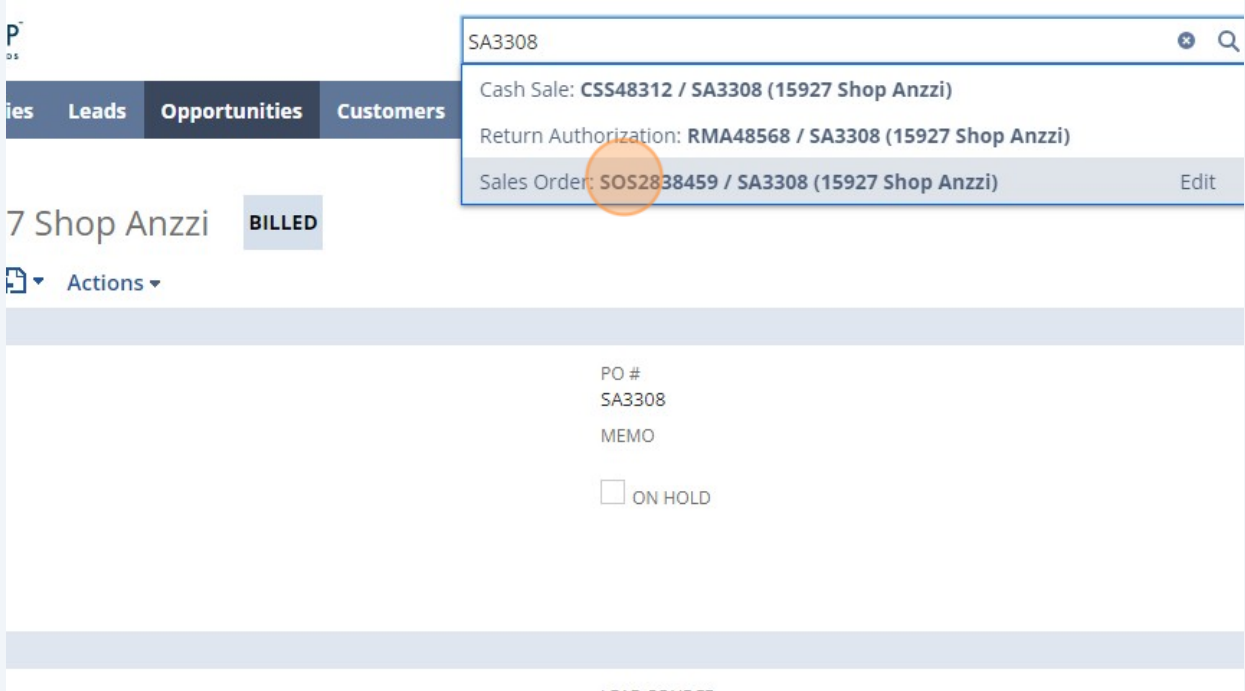 P
SA3308
Cash Sale: CSS48312 / SA3308 (15927 Shop Anzzi)
ies Leads Opportunities Customers
Return Authorization: RMA48568 / SA3308 (15927 Shop Anzzi)
Sales Order: SOS2838459 / SA3308 (15927 Shop Anzzi) Edit
7 Shop Anzzi BILLED
Actions
PO #
SA3308
MEMO
ON HOLD